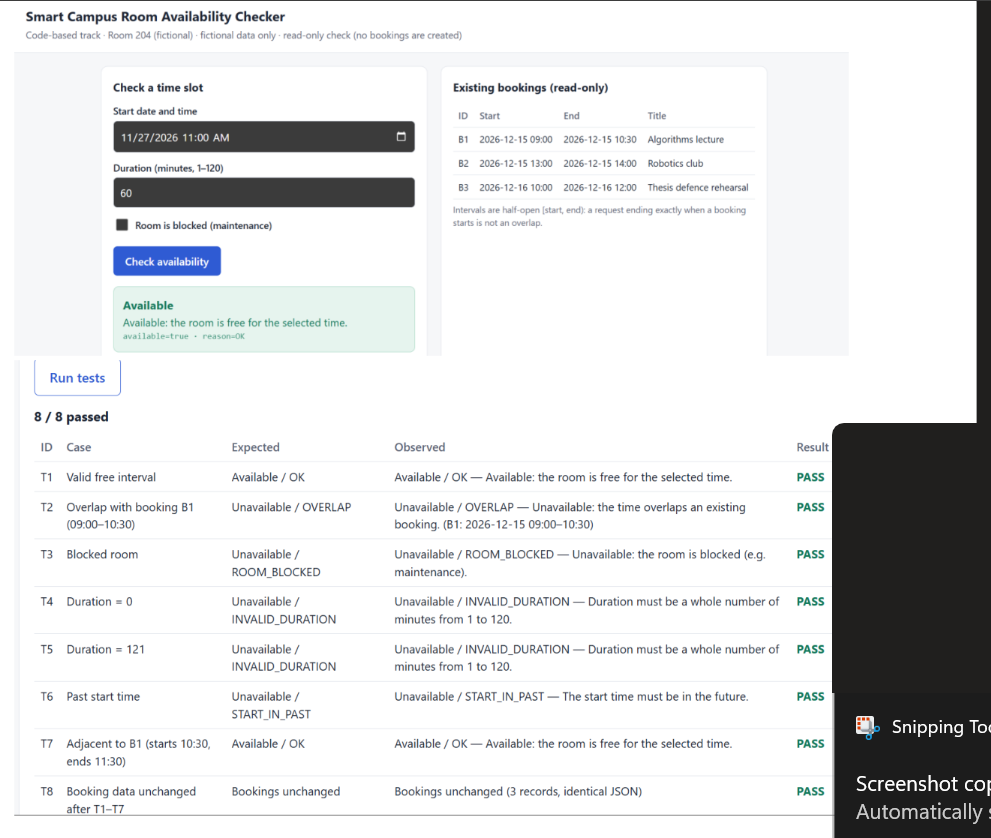 Smart Campus Room Availability Checker
Code-based track · Room 204 (fictional) · fictional data only · read-only check (no bookings are created)
Check a time slot
Start date and time
11/27/2026 11:00 AM
Duration (minutes, 1–120)
60
Room is blocked (maintenance)
Check availability
Available
Available: the room is free for the selected time.
available=true · reason=OK
Existing bookings (read-only)
ID Start End Title
B1 2026-12-15 09:00 2026-12-15 10:30 Algorithms lecture
B2 2026-12-15 13:00 2026-12-15 14:00 Robotics club
B3 2026-12-16 10:00 2026-12-16 12:00 Thesis defence rehearsal
Intervals are half-open [start, end): a request ending exactly when a booking
starts is not an overlap.
Run tests
8 / 8 passed
ID Case Expected Observed Result
T1 Valid free interval Available / OK Available / OK — Available: the room is free for the selected time. PASS
T2 Overlap with booking B1 Unavailable / OVERLAP Unavailable / OVERLAP — Unavailable: the time overlaps an existing PASS
(09:00–10:30) booking. (B1: 2026-12-15 09:00–10:30)
T3 Blocked room Unavailable / Unavailable / ROOM_BLOCKED — Unavailable: the room is blocked (e.g. PASS
ROOM_BLOCKED maintenance).
T4 Duration = 0 Unavailable / Unavailable / INVALID_DURATION — Duration must be a whole number of PASS
INVALID_DURATION minutes from 1 to 120.
T5 Duration = 121 Unavailable / Unavailable / INVALID_DURATION — Duration must be a whole number of PASS
INVALID_DURATION minutes from 1 to 120.
T6 Past start time Unavailable / Unavailable / START_IN_PAST — The start time must be in the future. PASS
START_IN_PAST
T7 Adjacent to B1 (starts 10:30, Available / OK Available / OK — Available: the room is free for the selected time. PASS
ends 11:30)
T8 Booking data unchanged Bookings unchanged Bookings unchanged (3 records, identical JSON) PASS
after T1–T7
Snipping
Screenshot
Automatically